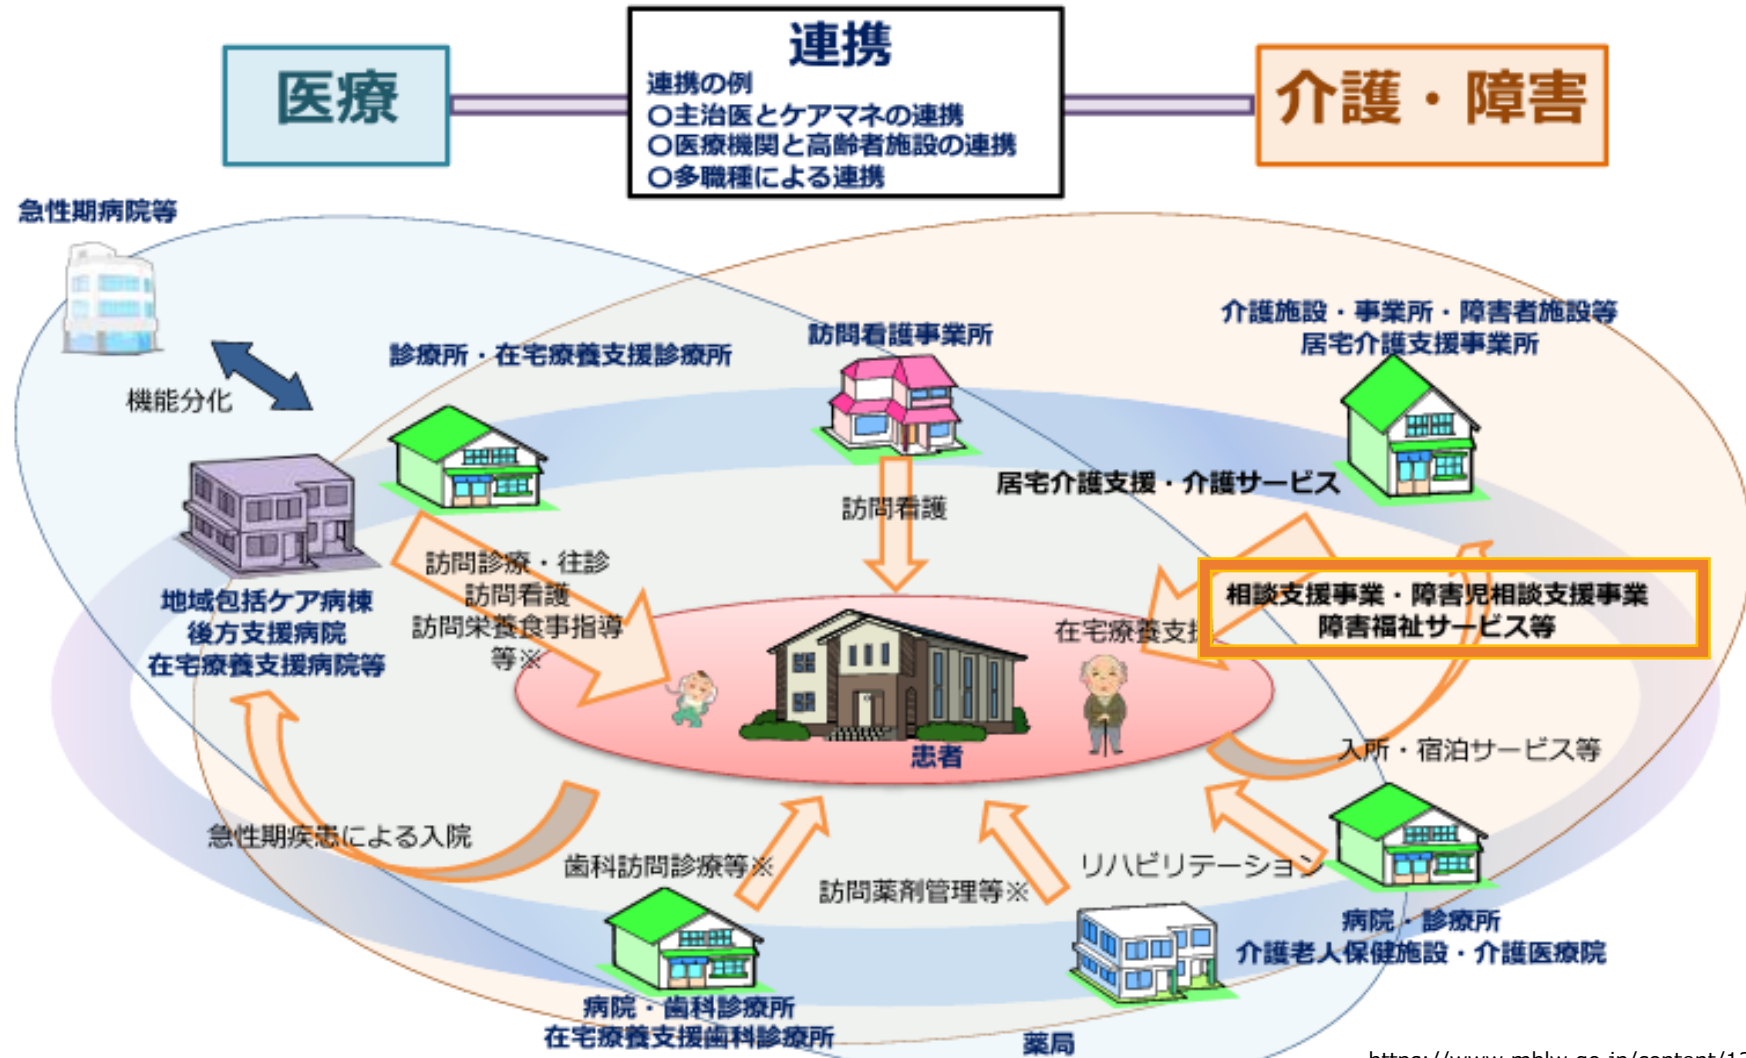 医療
連携
連携の例
○主治医とケアマネの連携
○医療機関と高齢者施設の連携
○多職種による連携
介護・障害
急性期病院等
機能分化
診療所・在宅療養支援診療所
訪問看護事業所
介護施設・事業所・障害者施設等
居宅介護支援事業所
訪問看護
居宅介護支援・介護サービス
訪問診療・往診
訪問看護
訪問栄養食事指導
等※
地域包括ケア病棟
後方支援病院
在宅療養支援病院等
在宅療養支
相談支援事業・障害児相談支援事業
障害福祉サービス等
患者
入所・宿泊サービス等
急性期疾患による入院
歯科訪問診療等※
訪問薬剤管理等※
リハビリテーション
病院・診療所
介護老人保健施設・介護医療院
病院・歯科診療所
在宅療養支援歯科診療所
薬局